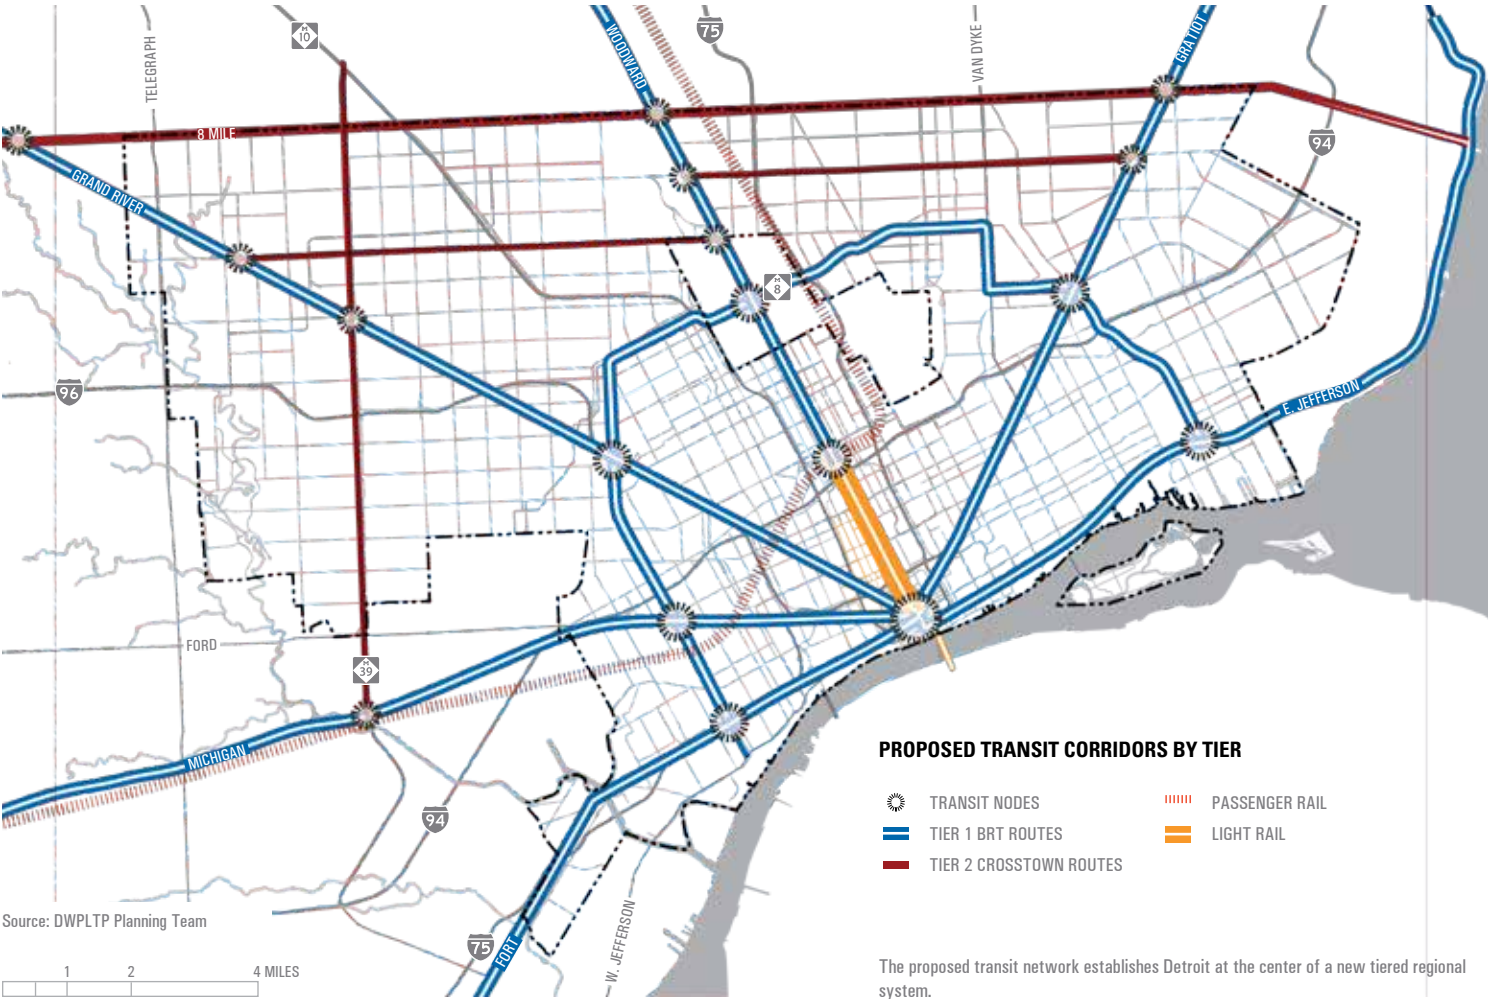 M
10
WOODWARD
75
VAN DYKE
GRATIOT
TELEGRAPH
8 MILE
94
GRAND RIVER
M
8
96
E. JEFFERSON
FORD
M
39
MICHIGAN
94
75
FORT
W. JEFFERSON
PROPOSED TRANSIT CORRIDORS BY TIER
TRANSIT NODES
PASSENGER RAIL
TIER 1 BRT ROUTES
LIGHT RAIL
TIER 2 CROSSTOWN ROUTES
Source: DWPLTP Planning Team
1 2 4 MILES
The proposed transit network establishes Detroit at the center of a new tiered regional
system.